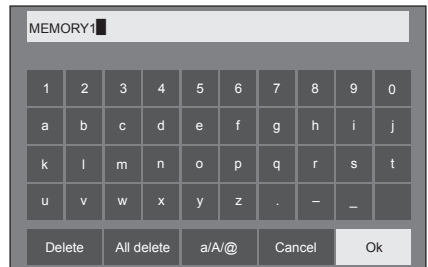 MEMORY1
1 2 3 4 5 6 7 8 9 0
a b c d e f g h i j
k l m n o p q r s t
u v w x y z . – _
Delete All delete a/A/@ Cancel Ok